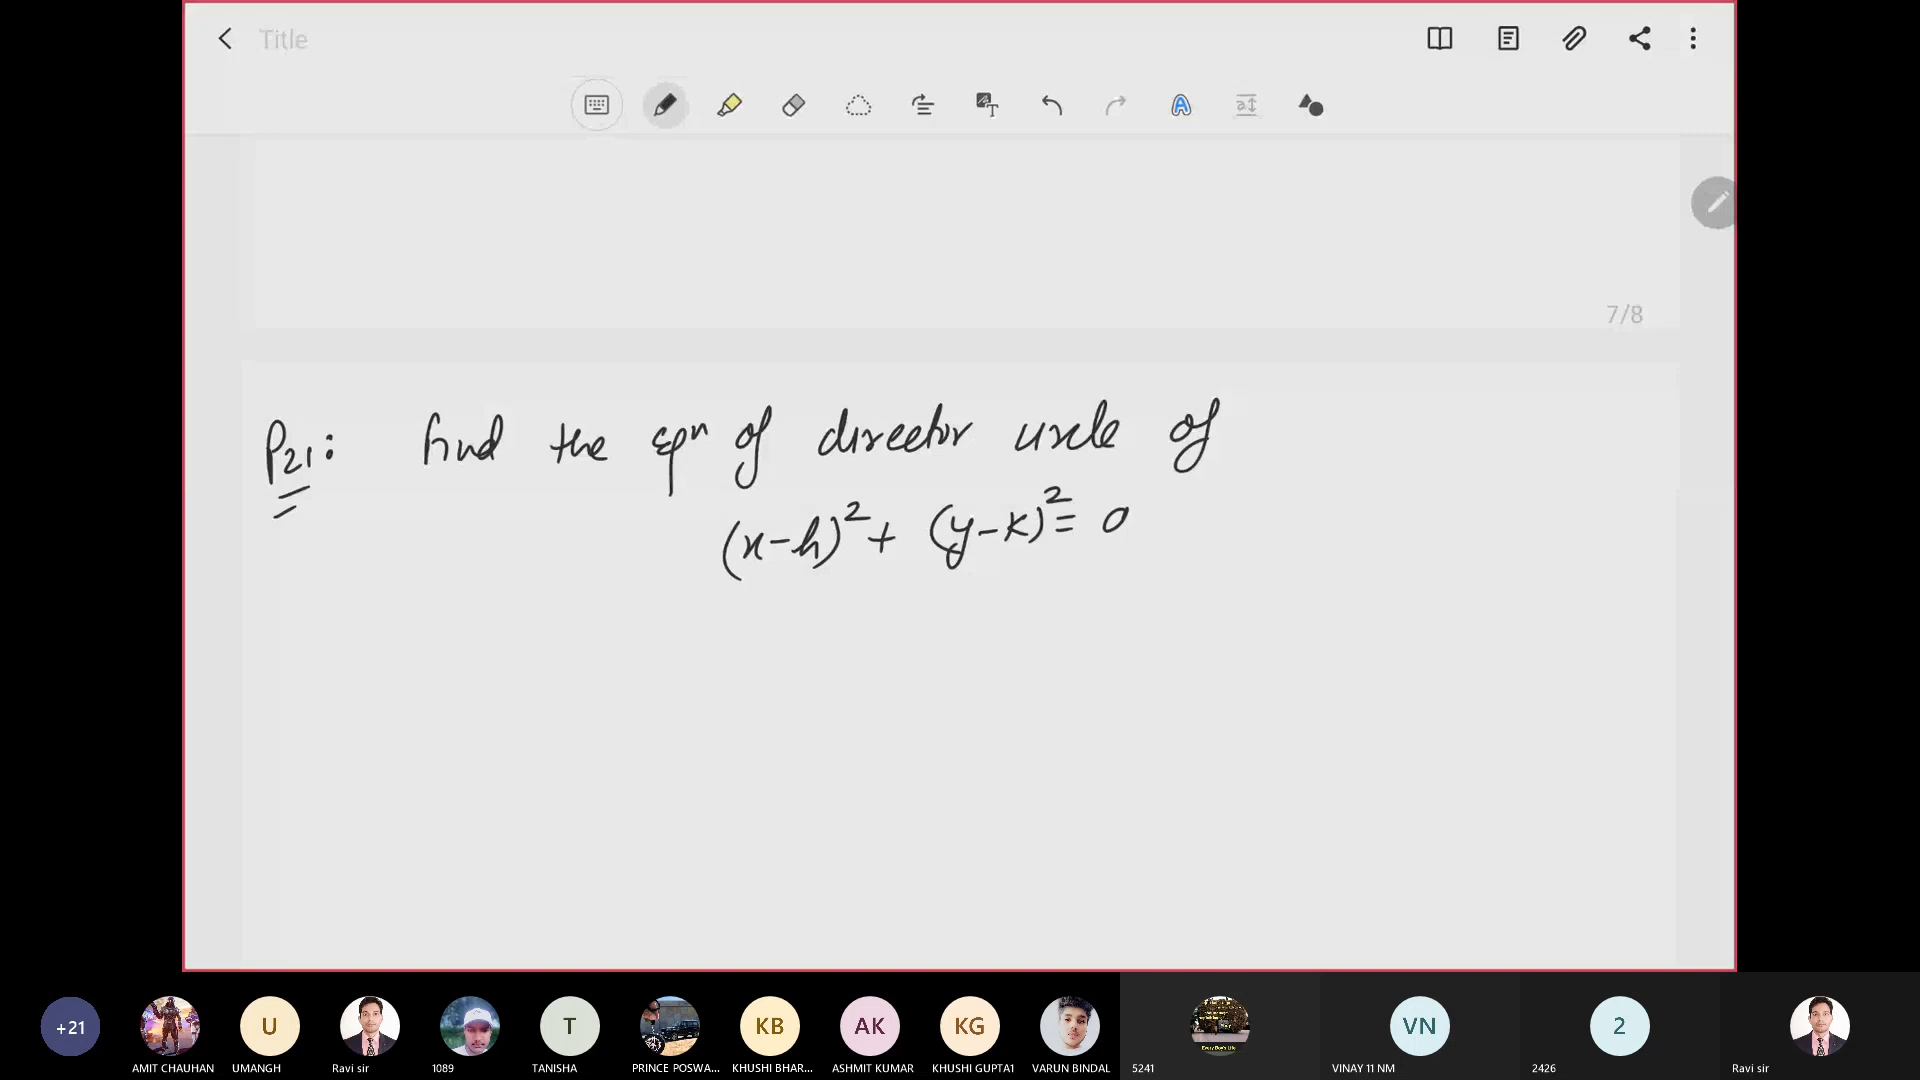 Title
7/8
P21: find the eqn of director circle of
(x-h)²+ (y-k)²= 0
+21
U
T
KB
AK
KG
VN
2
AMIT CHAUHAN UMANGH Ravi sir 1089 TANISHA PRINCE POSWA... KHUSHI BHAR... ASHMIT KUMAR KHUSHI GUPTA1 VARUN BINDAL 5241 VINAY 11 NM 2426 Ravi sir